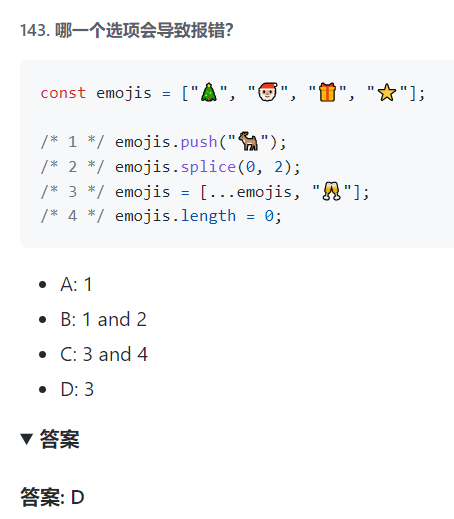 143. 哪一个选项会导致报错？
const emojis = ["🎄", "🎅🏼", "🎁", "⭐"];
/* 1 */ emojis.push("🦌");
/* 2 */ emojis.splice(0, 2);
/* 3 */ emojis = [...emojis, "🥂"];
/* 4 */ emojis.length = 0;
• A: 1
• B: 1 and 2
• C: 3 and 4
• D: 3
▼ 答案
答案: D